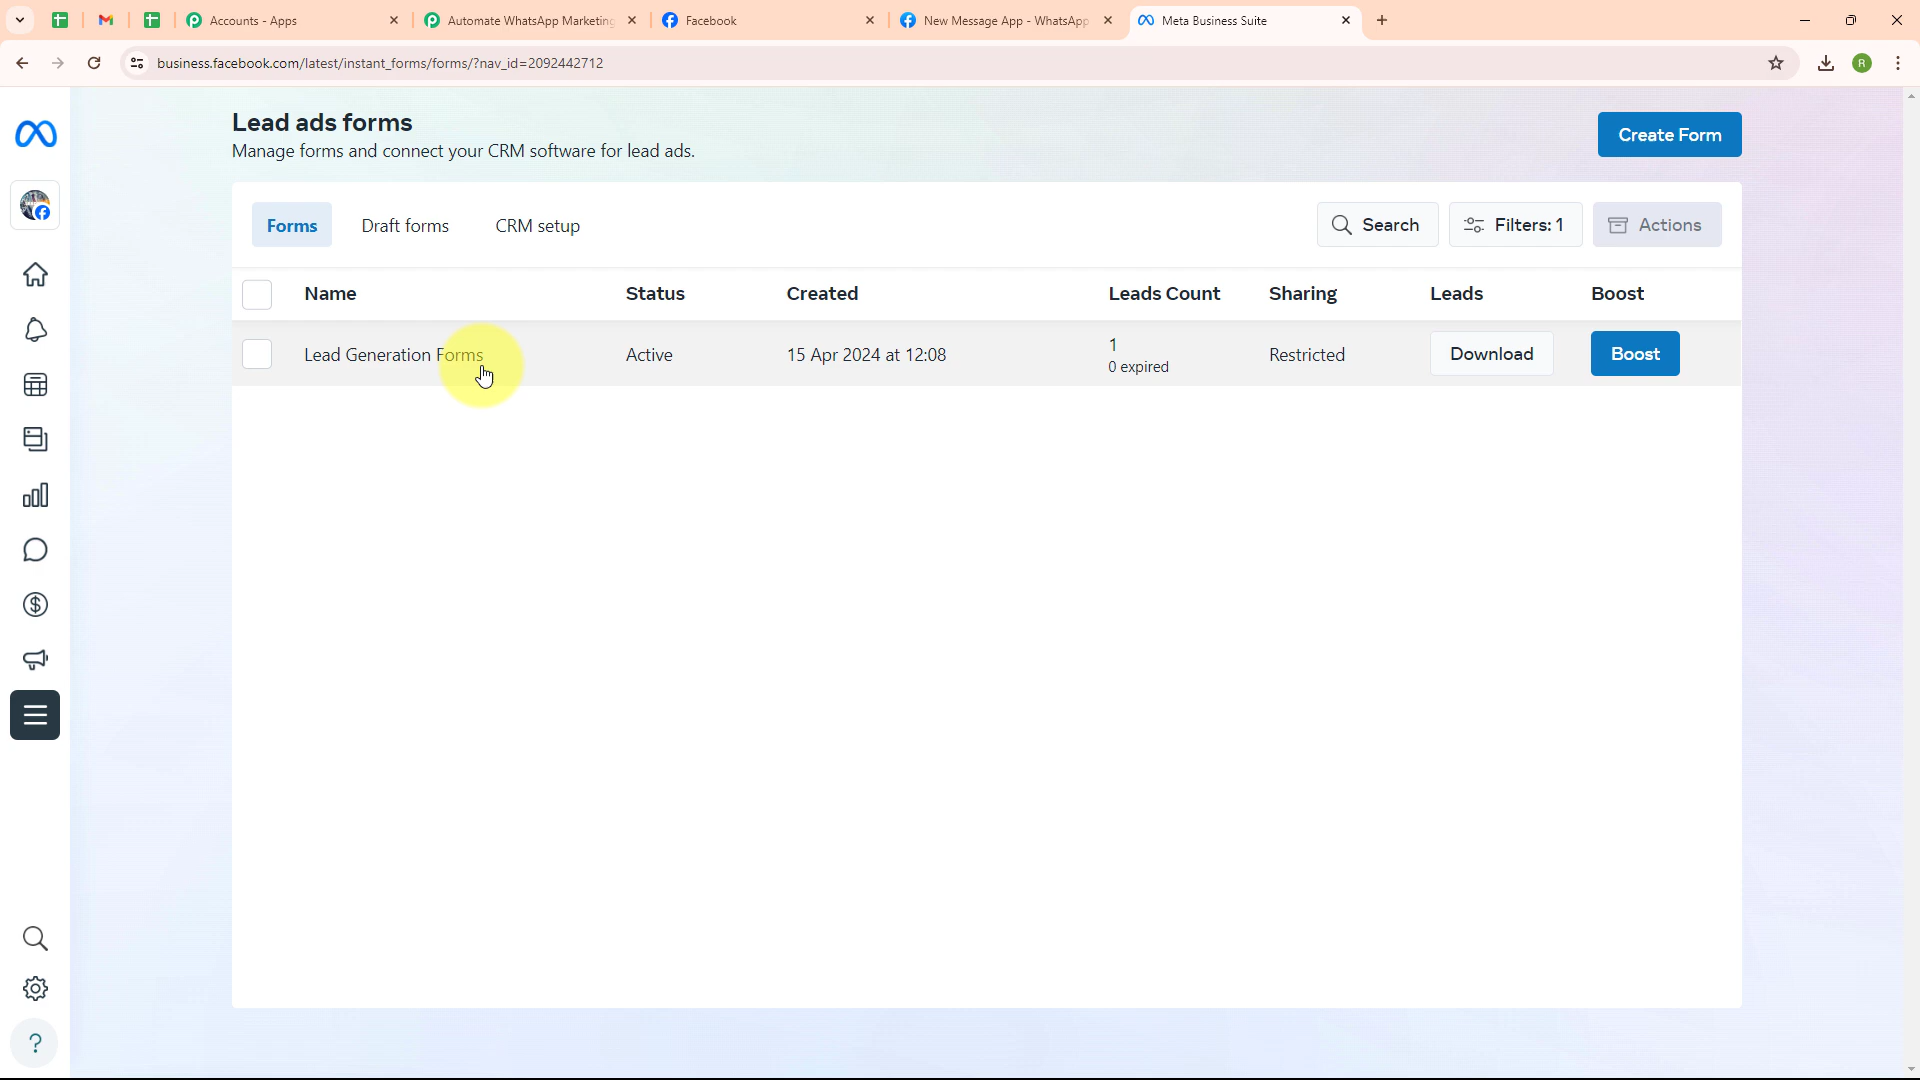 Accounts - Apps
Automate WhatsApp Marketing
Facebook
New Message App - WhatsApp
Meta Business Suite
business.facebook.com/latest/instant_forms/forms/?nav_id=2092442712
R
Lead ads forms
Manage forms and connect your CRM software for lead ads.
Create Form
Forms Draft forms CRM setup
Search Filters: 1 Actions
Name Status Created Leads Count Sharing Leads Boost
Lead Generation Forms Active 15 Apr 2024 at 12:08 1 Restricted Download Boost
0 expired
?